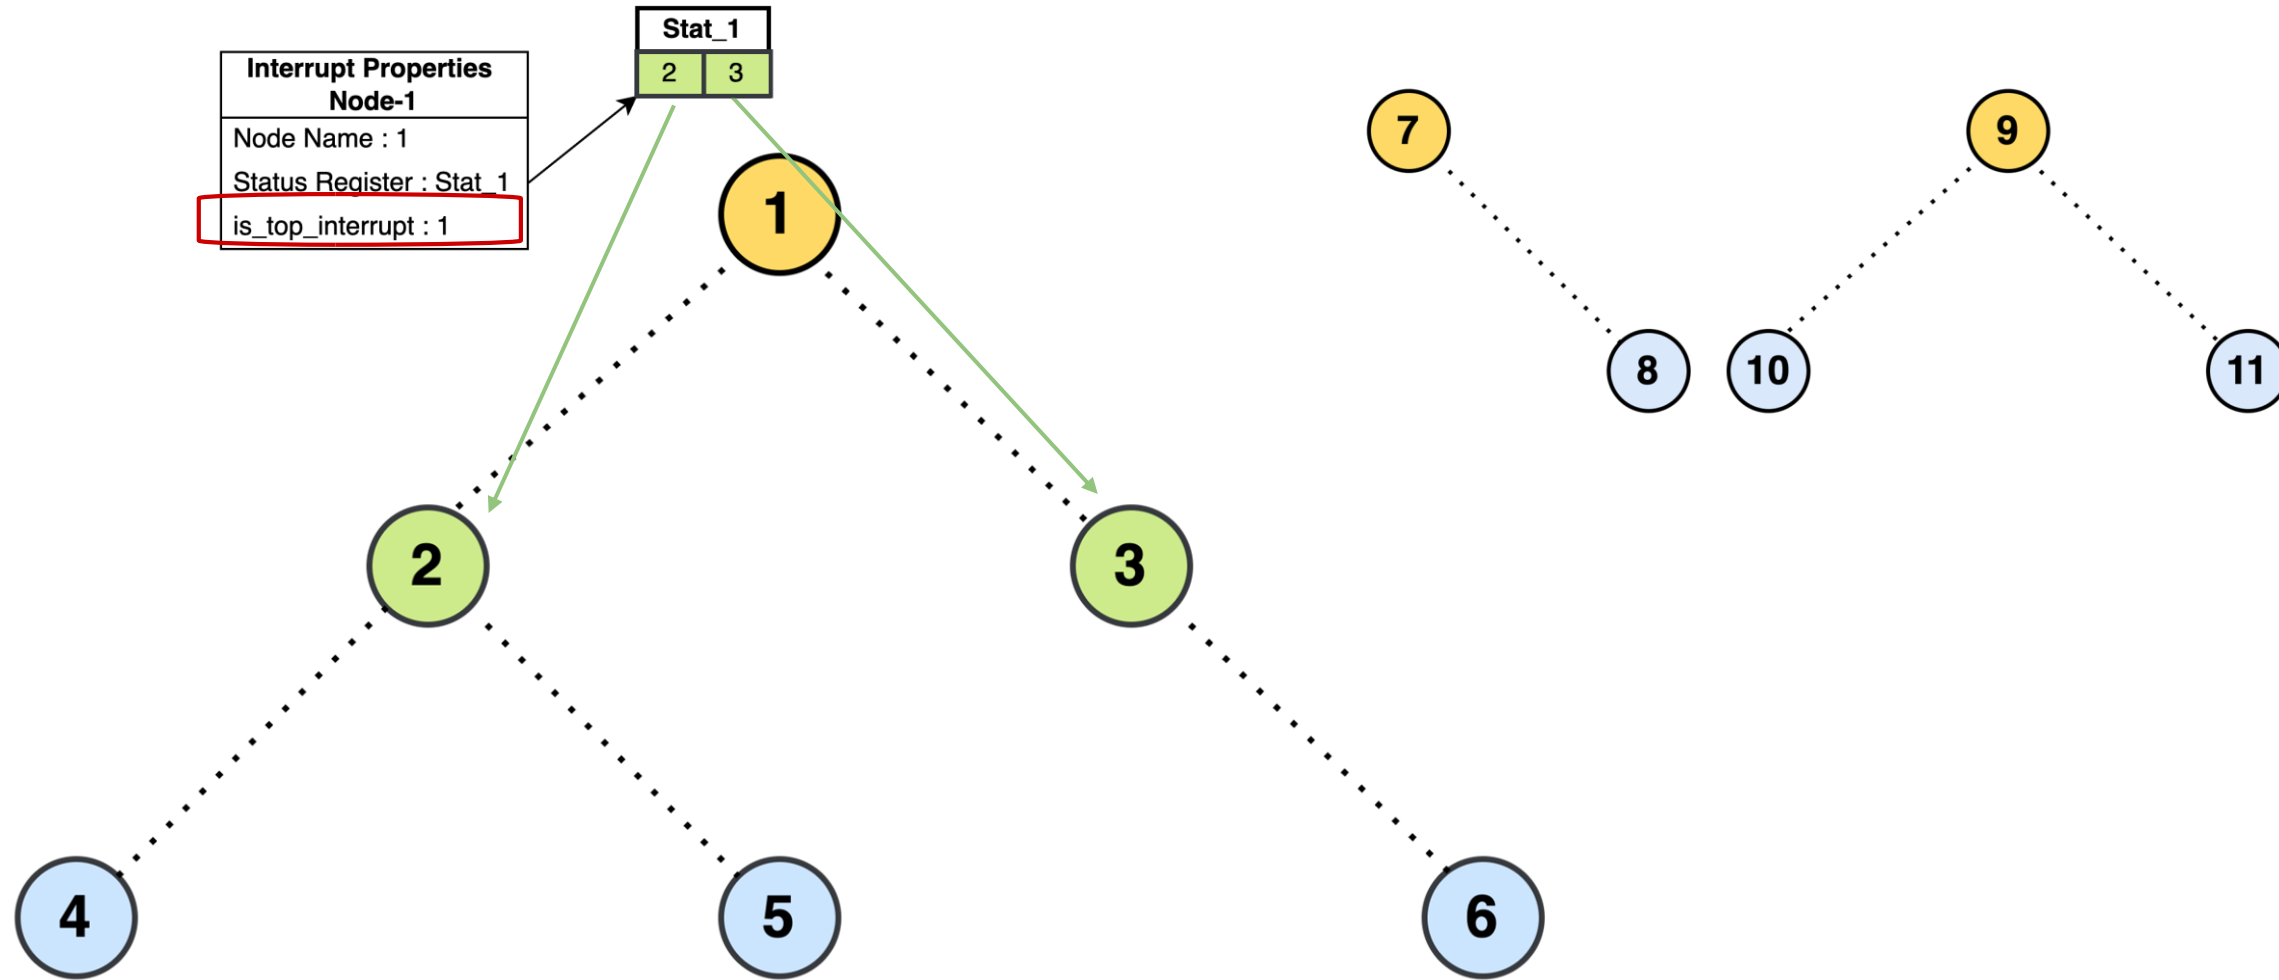 Stat_1
2 3
Interrupt Properties
Node-1
Node Name : 1
Status Register : Stat_1
is_top_interrupt : 1
1
7
9
8
10
11
2
3
4
5
6